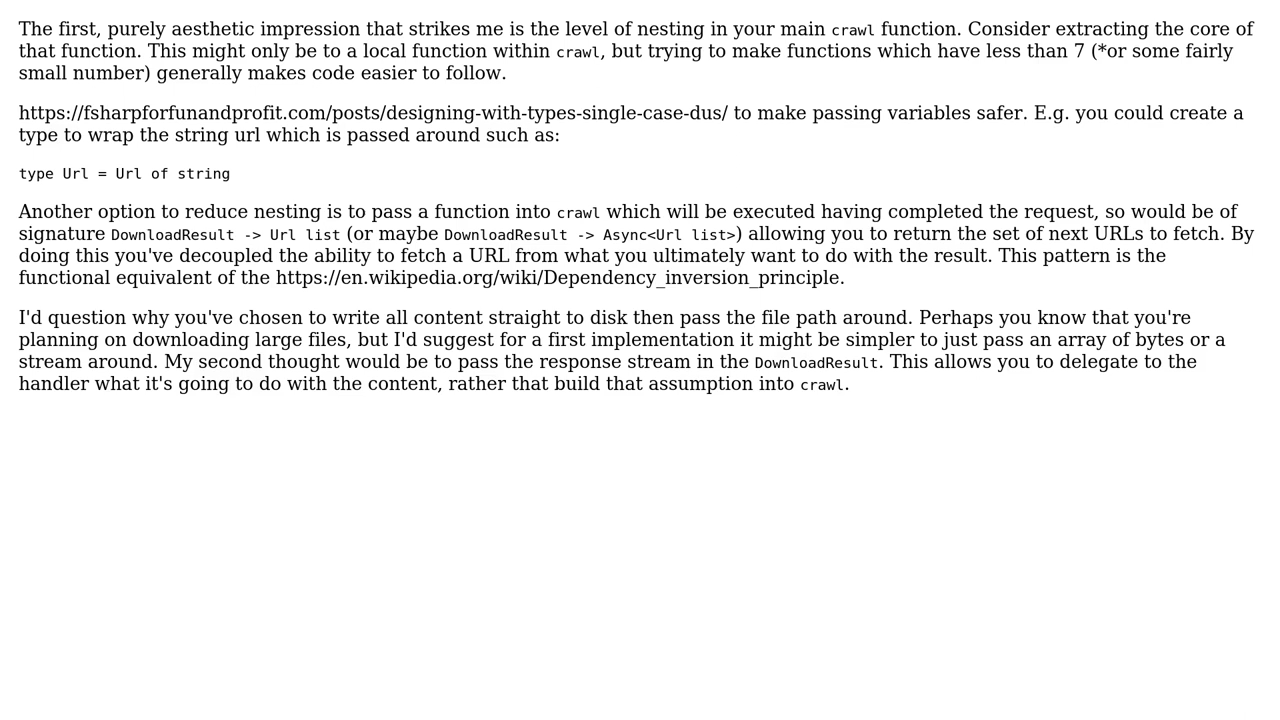 The first, purely aesthetic impression that strikes me is the level of nesting in your main crawl function. Consider extracting the core of
that function. This might only be to a local function within crawl, but trying to make functions which have less than 7 (*or some fairly
small number) generally makes code easier to follow.
https://fsharpforfunandprofit.com/posts/designing-with-types-single-case-dus/ to make passing variables safer. E.g. you could create a
type to wrap the string url which is passed around such as:
type Url = Url of string
Another option to reduce nesting is to pass a function into crawl which will be executed having completed the request, so would be of
signature DownloadResult -> Url list (or maybe DownloadResult -> Async<Url list>) allowing you to return the set of next URLs to fetch. By
doing this you've decoupled the ability to fetch a URL from what you ultimately want to do with the result. This pattern is the
functional equivalent of the https://en.wikipedia.org/wiki/Dependency_inversion_principle.
I'd question why you've chosen to write all content straight to disk then pass the file path around. Perhaps you know that you're
planning on downloading large files, but I'd suggest for a first implementation it might be simpler to just pass an array of bytes or a
stream around. My second thought would be to pass the response stream in the DownloadResult. This allows you to delegate to the
handler what it's going to do with the content, rather that build that assumption into crawl.